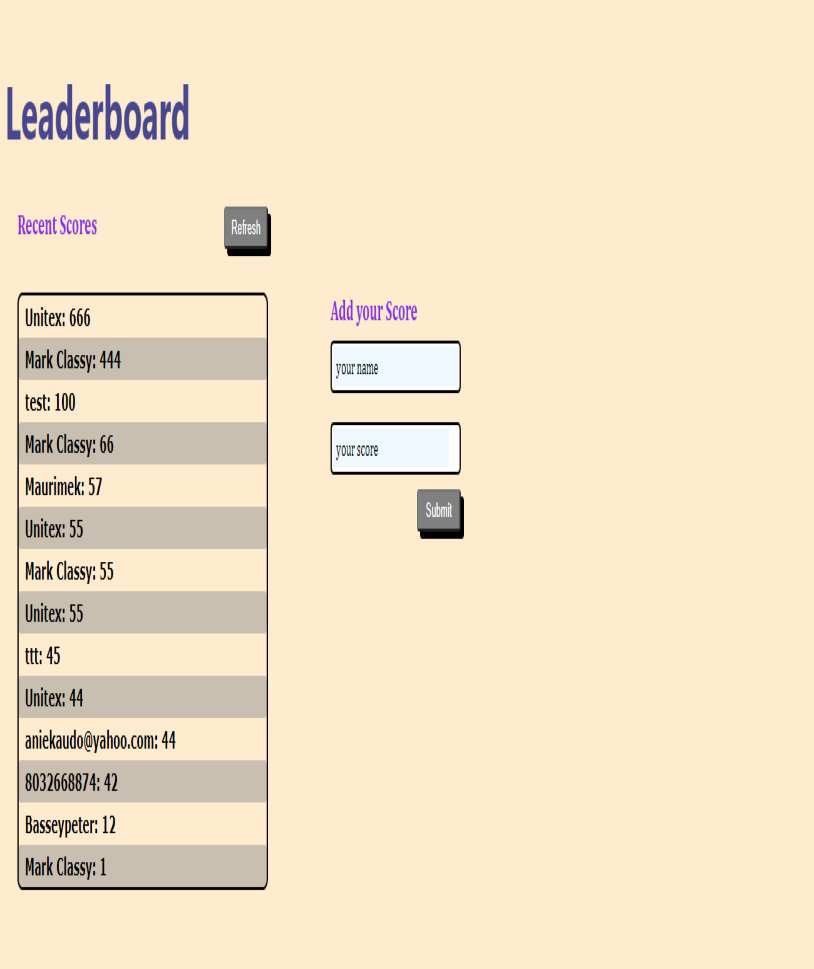 Leaderboard
Recent Scores
Refresh
Unitex: 666
Mark Classy: 444
test: 100
Mark Classy: 66
Maurimek: 57
Unitex: 55
Mark Classy: 55
Unitex: 55
ttt: 45
Unitex: 44
aniekaudo@yahoo.com: 44
8032668874: 42
Basseypeter: 12
Mark Classy: 1
Add your Score
your name
your score
Submit